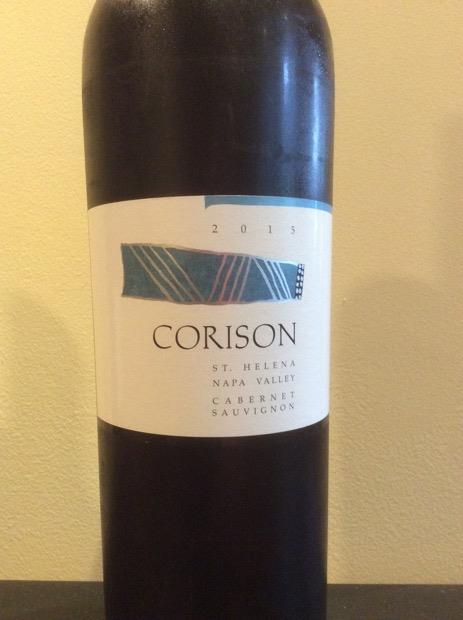 2015
CORISON
ST. HELENA
NAPA VALLEY
CABERNET
SAUVIGNON